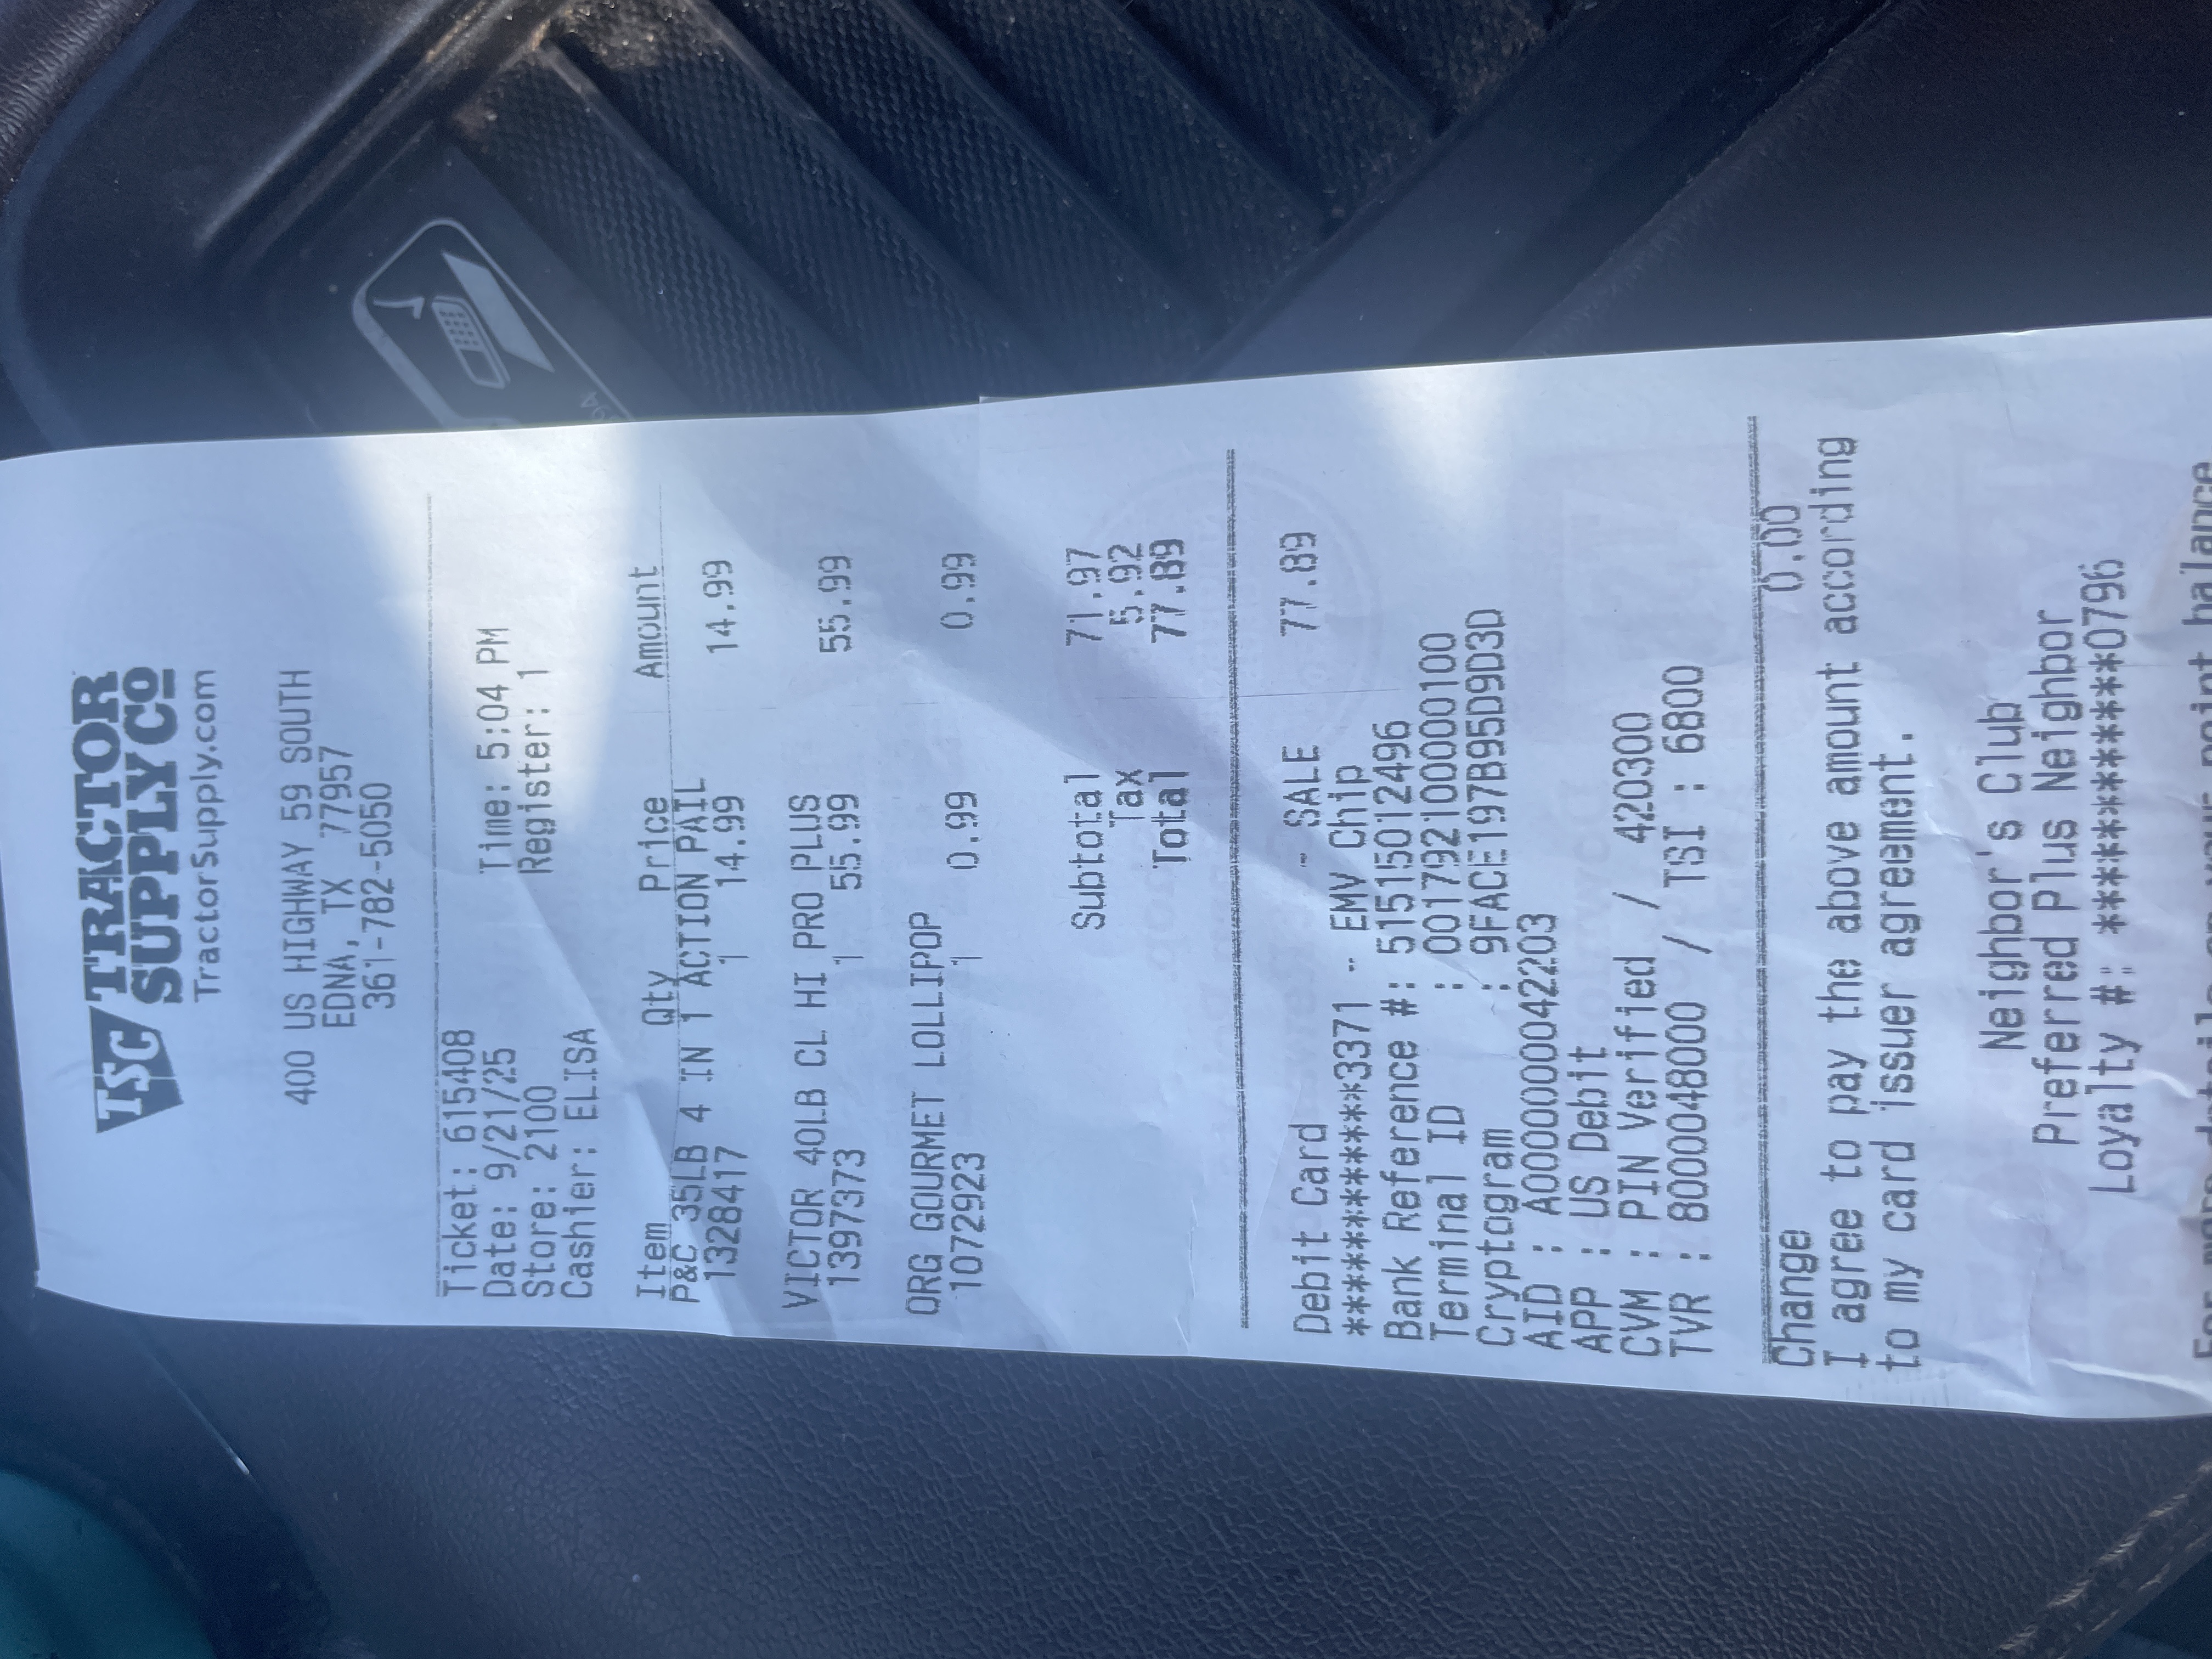 TSC TRACTOR
SUPPLY CO
TractorSupply.com
400 US HIGHWAY 59 SOUTH
EDNA, TX 77957
361-782-5050
Ticket: 615408
Date: 9/21/25 Time: 5:04 PM
Store: 2100 Register: 1
Cashier: ELISA
Item Qty Price Amount
P&C 35LB 4 IN 1 ACTION PAIL
1328417 1 14.99 14.99
VICTOR 40LB CL HI PRO PLUS
1397373 1 55.99 55.99
ORG GOURMET LOLLIPOP
1072923 1 0.99 0.99
Subtotal 71.97
Tax 5.92
Total 77.89
Debit Card - SALE 77.89
************3371 - EMV Chip
Bank Reference #: 51515012496
Terminal ID : 0017921000000100
Cryptogram : 9FACE197B95D9D3D
AID : A0000000042203
APP : US Debit
CVM : PIN Verified / 420300
TVR : 8000048000 / TSI : 6800
Change 0.00
I agree to pay the above amount according
to my card issuer agreement.
Neighbor's Club
Preferred Plus Neighbor
Loyalty #: ************0796
point balance